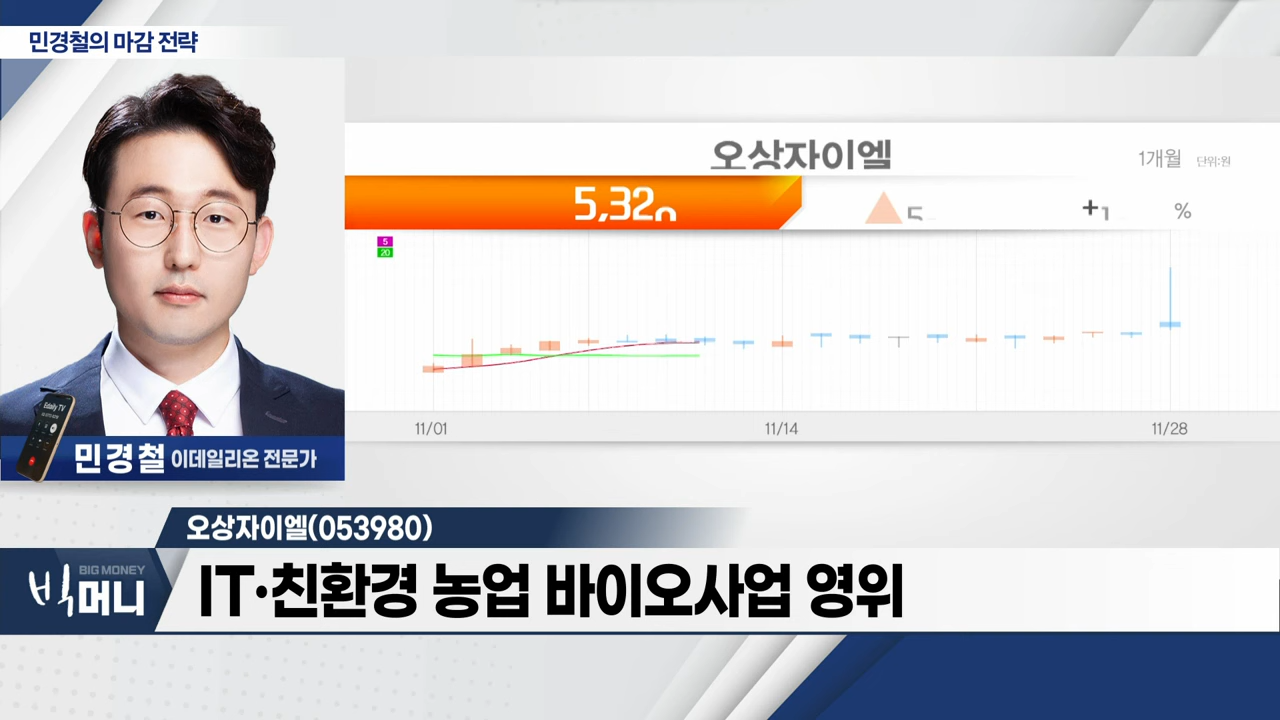 민경철의 마감 전략
오상자이엘
1개월 단위:원
5,32
+
%
5
20
11/01 11/14 11/28
Edaily TV
민경철 이데일리온 전문가
오상자이엘(053980)
BIG MONEY
빅머니
IT·친환경 농업 바이오사업 영위